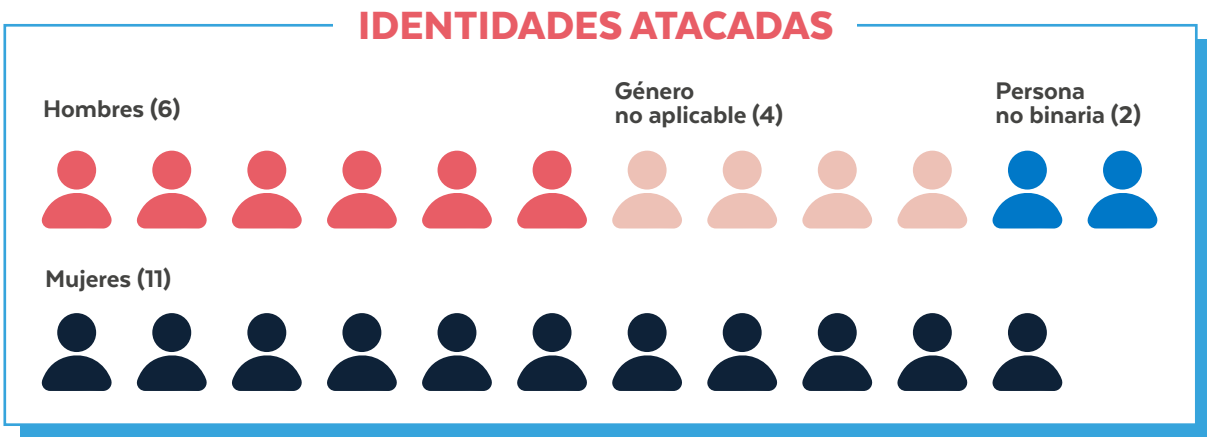 IDENTIDADES ATACADAS
Hombres (6)
Género
no aplicable (4)
Persona
no binaria (2)
Mujeres (11)